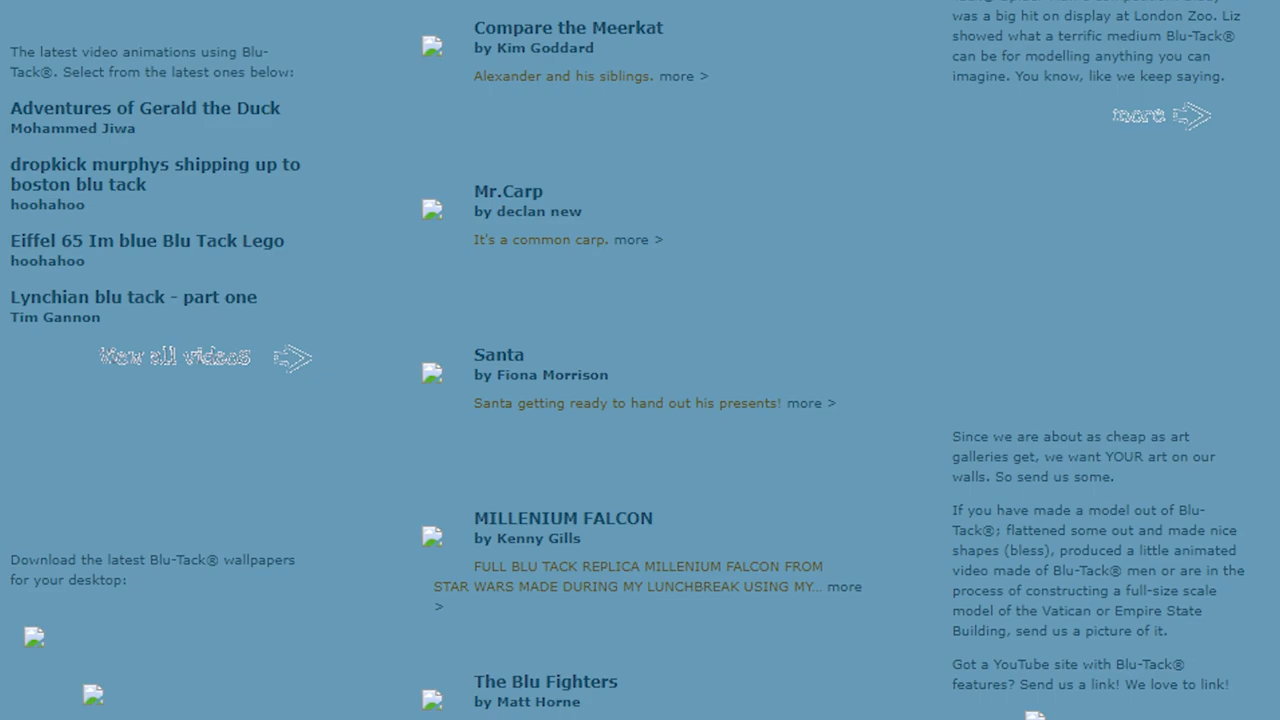 The latest video animations using Blu-
Tack®. Select from the latest ones below:
Adventures of Gerald the Duck
Mohammed Jiwa
dropkick murphys shipping up to
boston blu tack
hoohahoo
Eiffel 65 Im blue Blu Tack Lego
hoohahoo
Lynchian blu tack - part one
Tim Gannon
View all videos
Download the latest Blu-Tack® wallpapers
for your desktop:
Compare the Meerkat
by Kim Goddard
Alexander and his siblings. more >
Mr.Carp
by declan new
It's a common carp. more >
Santa
by Fiona Morrison
Santa getting ready to hand out his presents! more >
MILLENIUM FALCON
by Kenny Gills
FULL BLU TACK REPLICA MILLENIUM FALCON FROM
STAR WARS MADE DURING MY LUNCHBREAK USING MY... more
>
The Blu Fighters
by Matt Horne
was a big hit on display at London Zoo. Liz
showed what a terrific medium Blu-Tack®
can be for modelling anything you can
imagine. You know, like we keep saying.
more
Since we are about as cheap as art
galleries get, we want YOUR art on our
walls. So send us some.
If you have made a model out of Blu-
Tack®; flattened some out and made nice
shapes (bless), produced a little animated
video made of Blu-Tack® men or are in the
process of constructing a full-size scale
model of the Vatican or Empire State
Building, send us a picture of it.
Got a YouTube site with Blu-Tack®
features? Send us a link! We love to link!